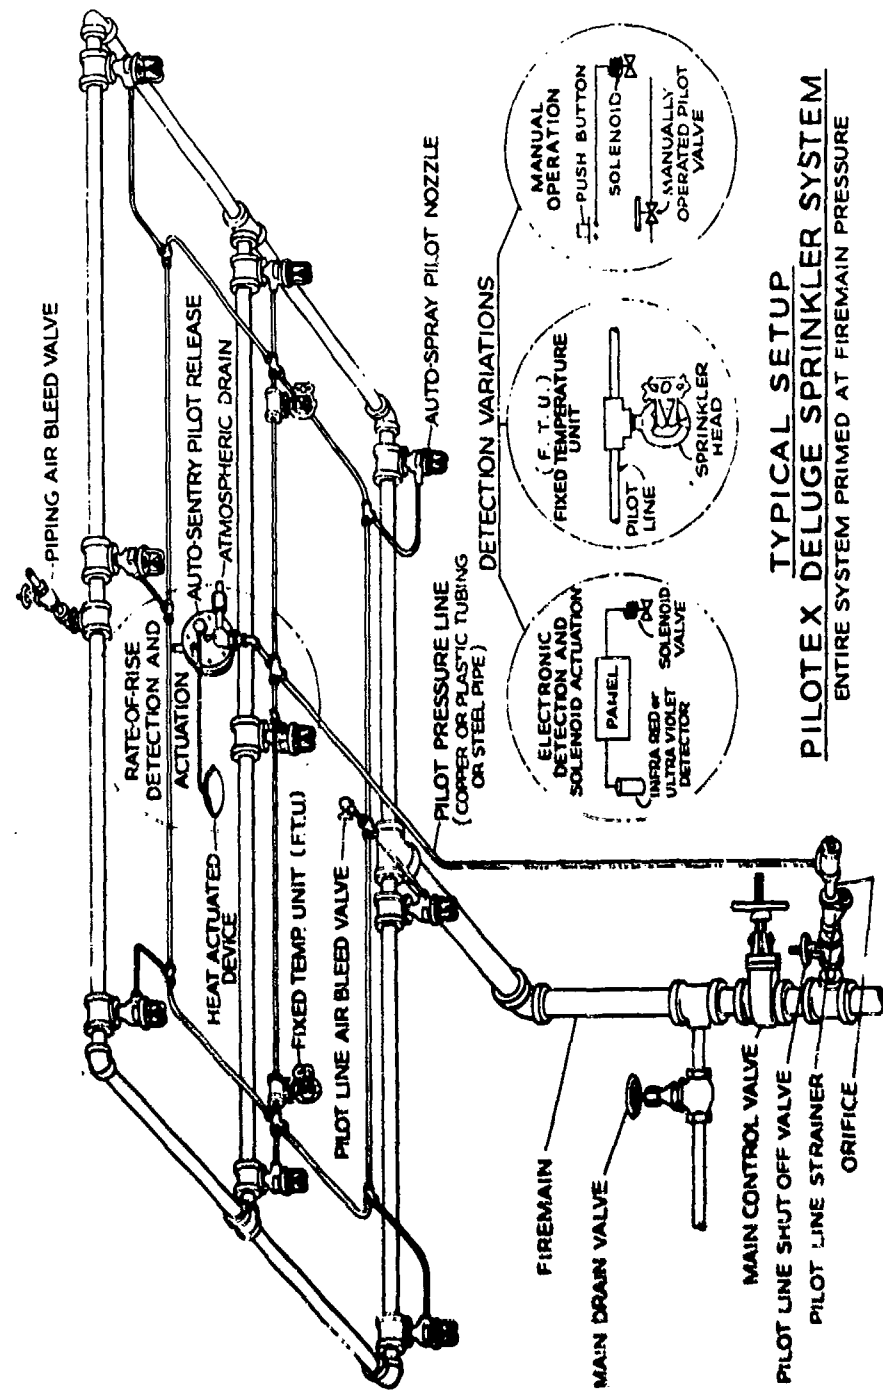 PIPING AIR BLEED VALVE
RATE-OF-RISE
DETECTION AND
ACTUATION
AUTO-SENTRY PILOT RELEASE
ATMOSPHERIC DRAIN
HEAT ACTUATED
DEVICE
FIXED TEMP. UNIT (F.T.U)
PILOT LINE AIR BLEED VALVE
AUTO-SPRAY PILOT NOZZLE
PILOT PRESSURE LINE
(COPPER OR PLASTIC TUBING
OR STEEL PIPE)
FIREMAIN
MAIN DRAIN VALVE
MAIN CONTROL VALVE
PILOT LINE SHUT OFF VALVE
PILOT LINE STRAINER
ORIFICE
DETECTION VARIATIONS
ELECTRONIC
DETECTION AND
SOLENOID ACTUATION
PANEL
INFRA RED or
ULTRA VIOLET
DETECTOR
SOLENOID
VALVE
(F.T.U.)
FIXED TEMPERATURE
UNIT
PILOT
LINE
SPRINKLER
HEAD
MANUAL
OPERATION
PUSH BUTTON
SOLENOID
MANUALLY
OPERATED PILOT
VALVE
TYPICAL SETUP
PILOTEX DELUGE SPRINKLER SYSTEM
ENTIRE SYSTEM PRIMED AT FIREMAIN PRESSURE